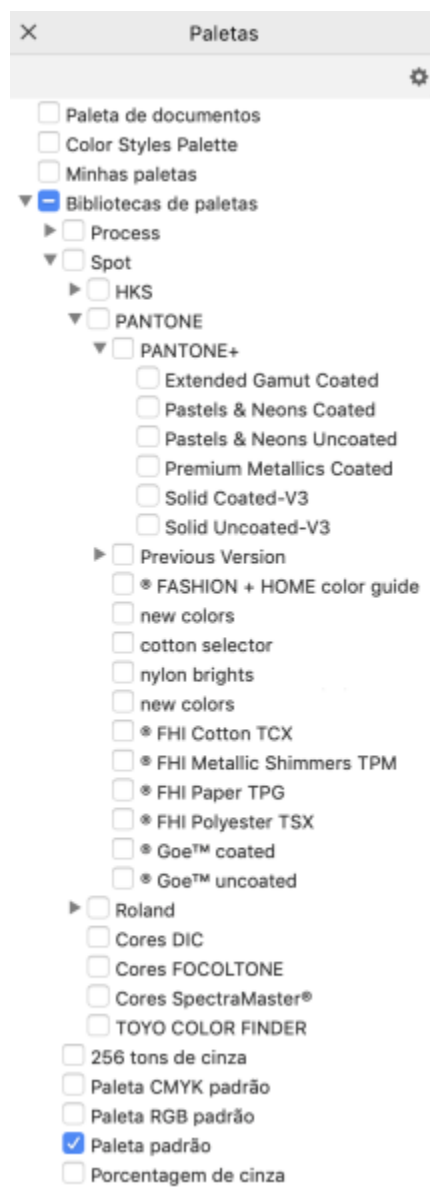 Paletas
Paleta de documentos
Color Styles Palette
Minhas paletas
Bibliotecas de paletas
Process
Spot
HKS
PANTONE
PANTONE+
Extended Gamut Coated
Pastels & Neons Coated
Pastels & Neons Uncoated
Premium Metallics Coated
Solid Coated-V3
Solid Uncoated-V3
Previous Version
® FASHION + HOME color guide
new colors
cotton selector
nylon brights
new colors
® FHI Cotton TCX
® FHI Metallic Shimmers TPM
® FHI Paper TPG
® FHI Polyester TSX
® Goe™ coated
® Goe™ uncoated
Roland
Cores DIC
Cores FOCOLTONE
Cores SpectraMaster®
TOYO COLOR FINDER
256 tons de cinza
Paleta CMYK padrão
Paleta RGB padrão
Paleta padrão
Porcentagem de cinza